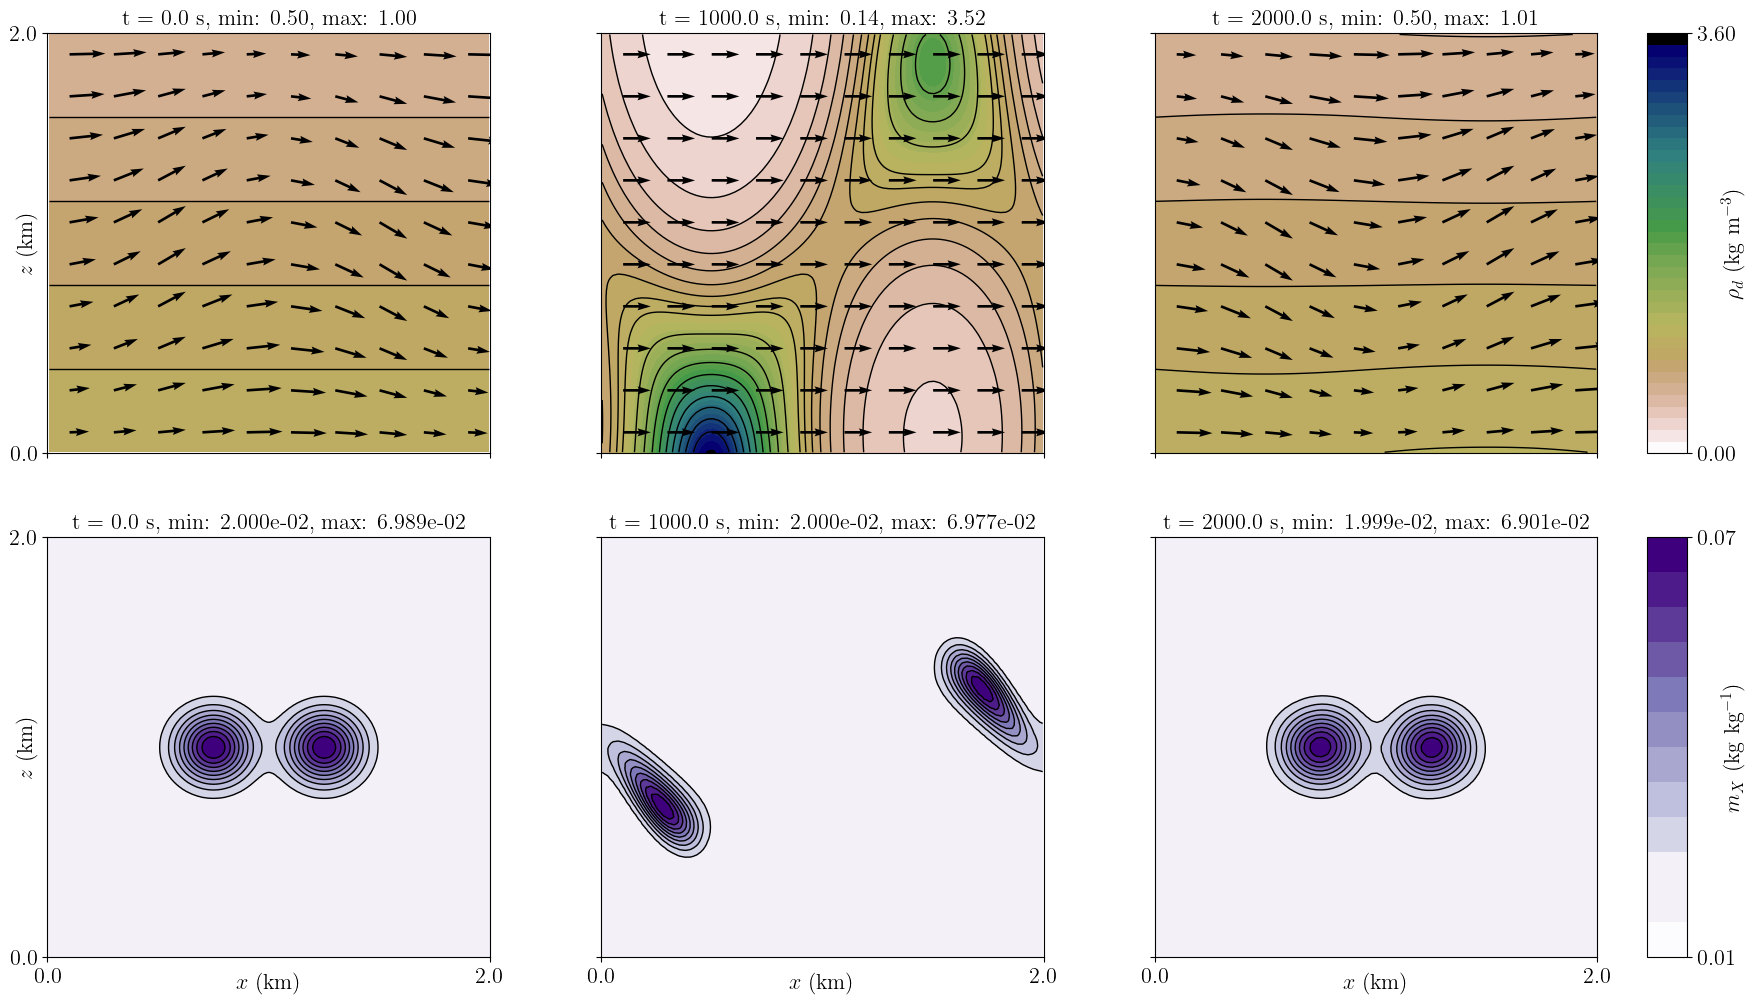 t = 0.0 s, min: 0.50, max: 1.00
t = 1000.0 s, min: 0.14, max: 3.52
t = 2000.0 s, min: 0.50, max: 1.01
2.0
z (km)
0.0
3.60
ρ_d (kg m⁻³)
0.00
t = 0.0 s, min: 2.000e-02, max: 6.989e-02
t = 1000.0 s, min: 2.000e-02, max: 6.977e-02
t = 2000.0 s, min: 1.999e-02, max: 6.901e-02
2.0
z (km)
0.0
0.07
m_X (kg kg⁻¹)
0.01
0.0
x (km)
2.0
0.0
x (km)
2.0
0.0
x (km)
2.0